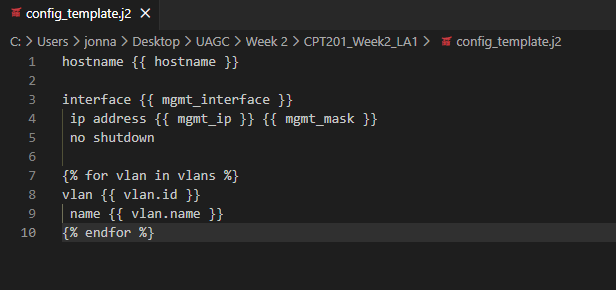 config_template.j2
C: > Users > jonna > Desktop > UAGC > Week 2 > CPT201_Week2_LA1 > config_template.j2
1 hostname {{ hostname }}
2
3 interface {{ mgmt_interface }}
4  ip address {{ mgmt_ip }} {{ mgmt_mask }}
5  no shutdown
6
7 {% for vlan in vlans %}
8 vlan {{ vlan.id }}
9  name {{ vlan.name }}
10 {% endfor %}